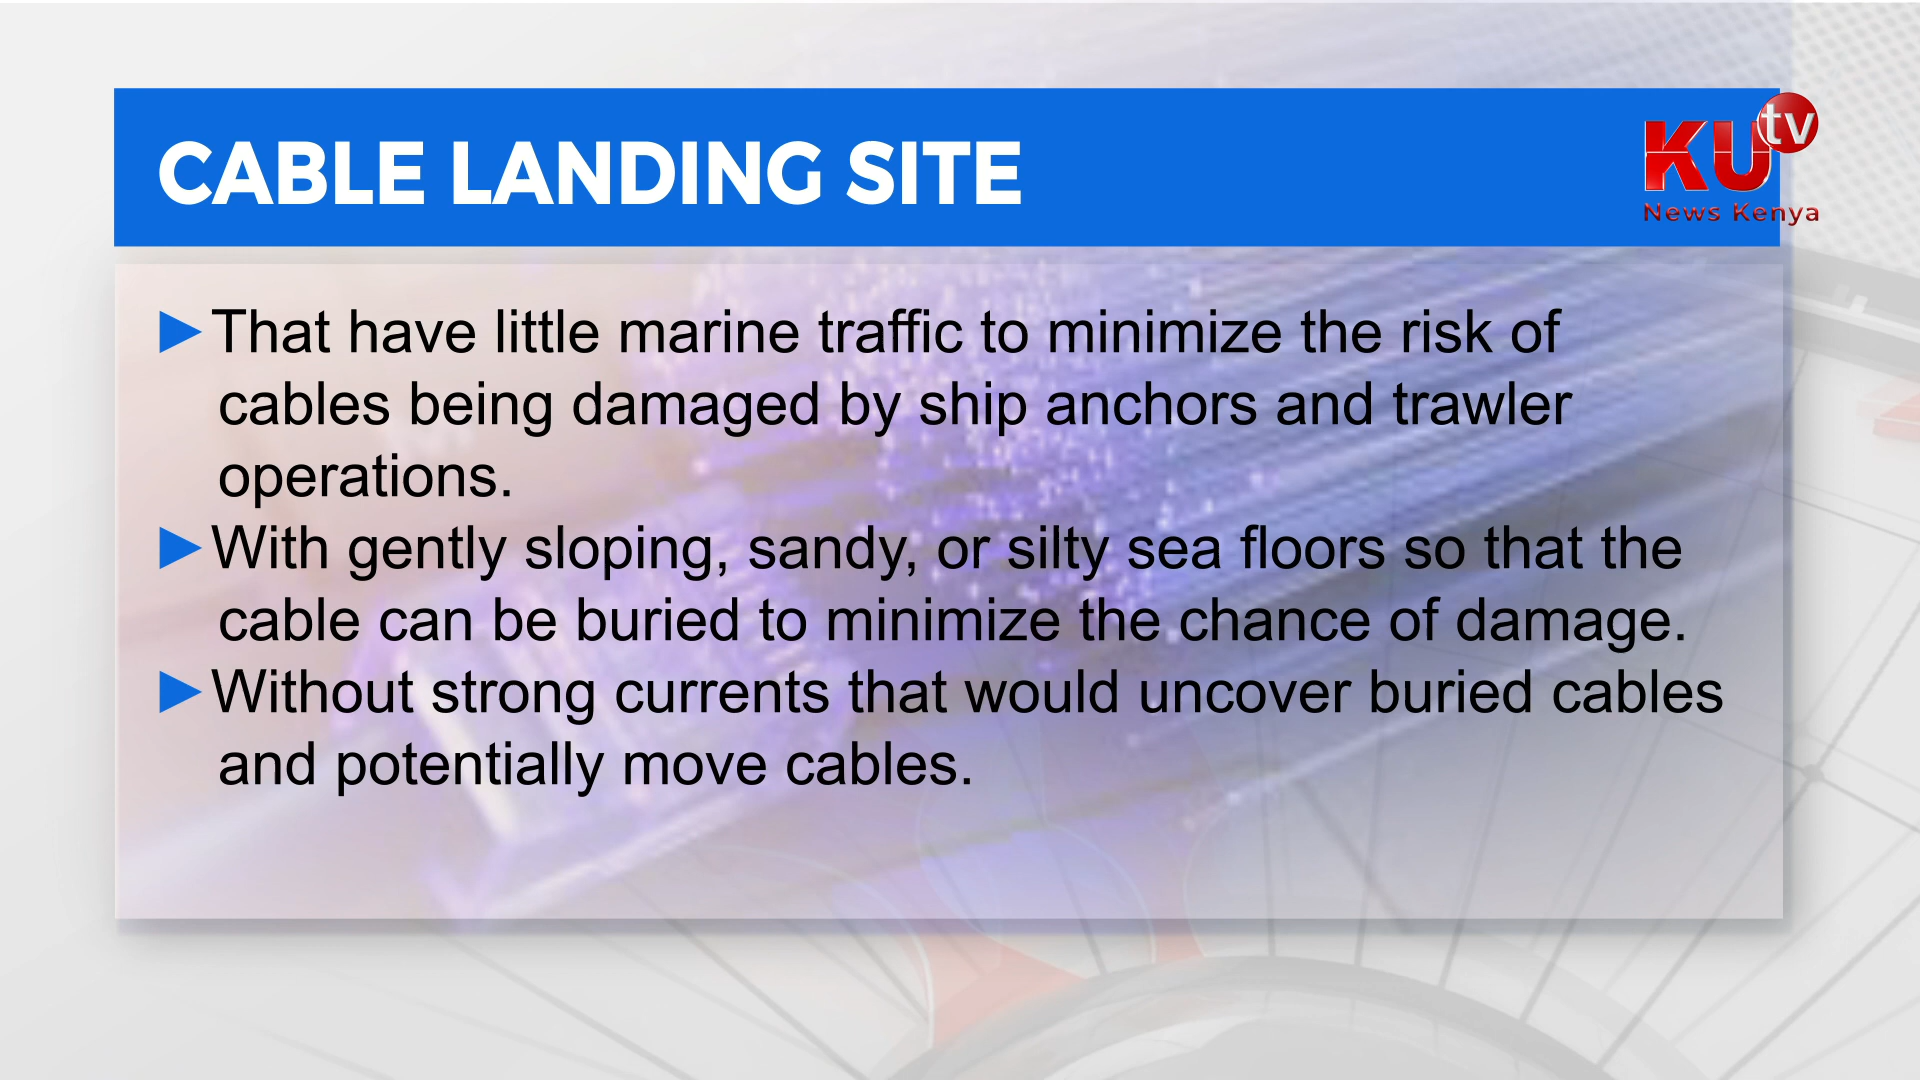 CABLE LANDING SITE
KU tv
News Kenya
►That have little marine traffic to minimize the risk of
cables being damaged by ship anchors and trawler
operations.
►With gently sloping, sandy, or silty sea floors so that the
cable can be buried to minimize the chance of damage.
►Without strong currents that would uncover buried cables
and potentially move cables.